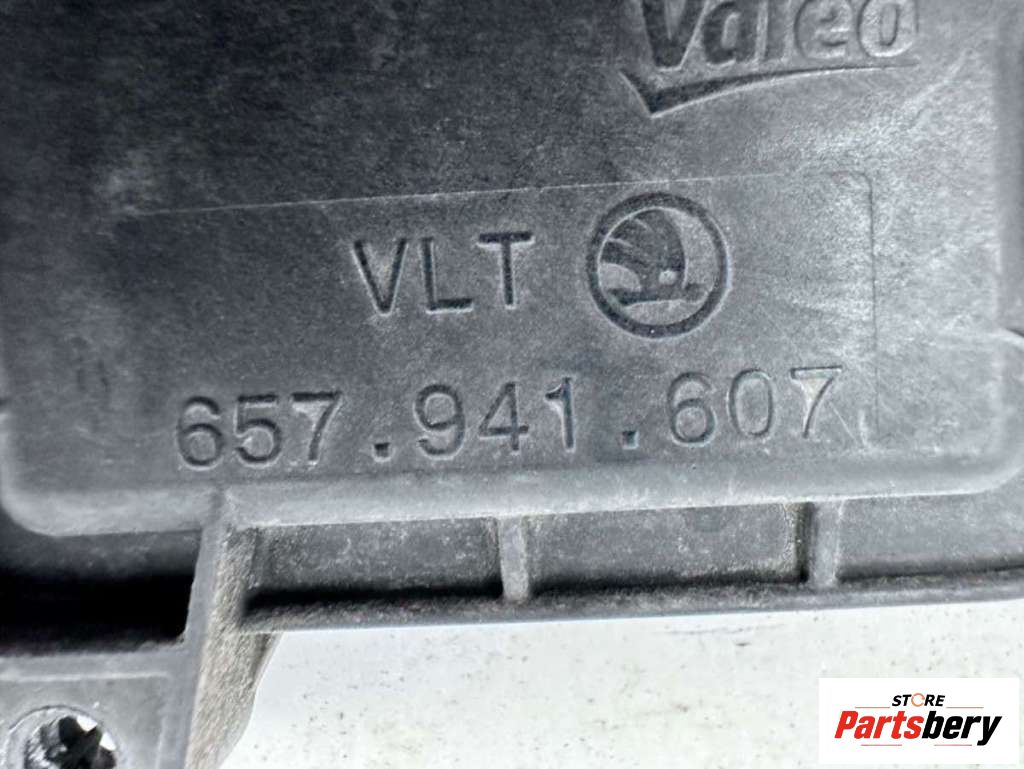 Valeo
VLT
657.941.607
STORE
Partsbery